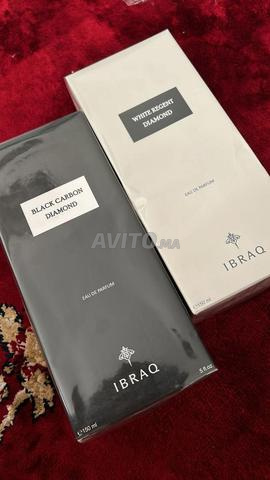 WHITE REGENT
DIAMOND
EAU DE PARFUM
IBRAQ
℮150 ml
BLACK CARBON
DIAMOND
EAU DE PARFUM
IBRAQ
℮150 ml
5 fl.oz
AVITO.ma